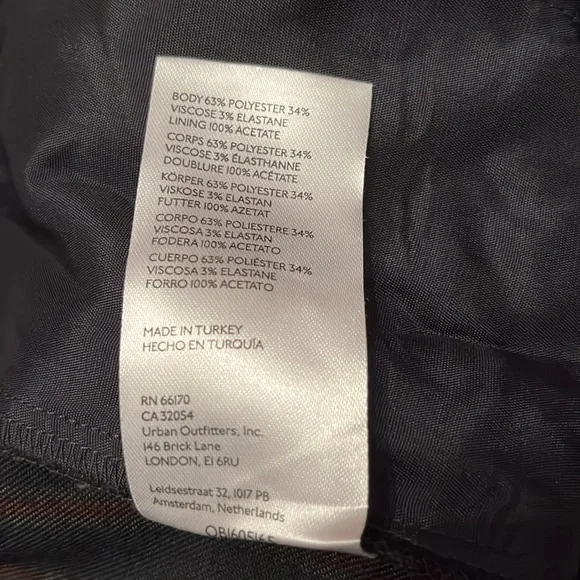 BODY 63% POLYESTER 34%
VISCOSE 3% ELASTANE
LINING 100% ACETATE
CORPS 63% POLYESTER 34%
VISCOSE 3% ÉLASTHANNE
DOUBLURE 100% ACÉTATE
KÖRPER 63% POLYESTER 34%
VISKOSE 3% ELASTAN
FUTTER 100% AZETAT
CORPO 63% POLIESTERE 34%
VISCOSA 3% ELASTAN
FODERA 100% ACETATO
CUERPO 63% POLIÉSTER 34%
VISCOSA 3% ELASTANE
FORRO 100% ACETATO
MADE IN TURKEY
HECHO EN TURQUÍA
RN 66170
CA 32054
Urban Outfitters, Inc.
146 Brick Lane
LONDON, E1 6RU
Leidsestraat 32, 1017 PB
Amsterdam, Netherlands